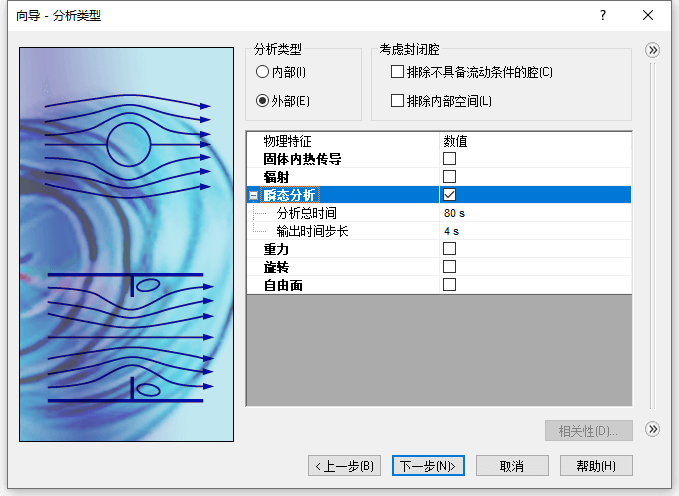 向导 - 分析类型
?
分析类型
考虑封闭腔
内部(I)
排除不具备流动条件的腔(C)
外部(E)
排除内部空间(L)
物理特征 数值
固体内热传导
辐射
瞬态分析
分析总时间 80 s
输出时间步长 4 s
重力
旋转
自由面
相关性(D)...
<上一步(B) 下一步(N)> 取消 帮助(H)